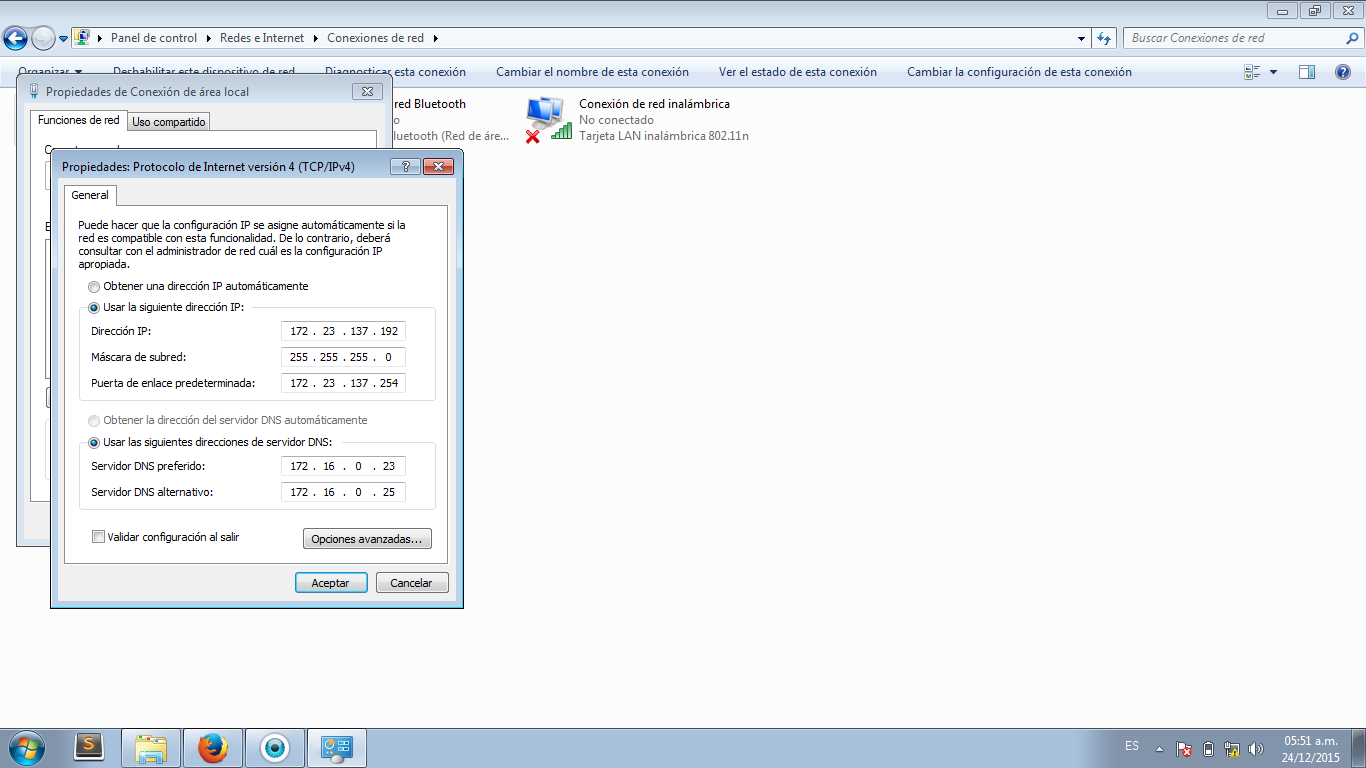 Panel de control
Redes e Internet
Conexiones de red
Buscar Conexiones de red
Organizar
Deshabilitar este dispositivo de red
Diagnosticar esta conexión
Cambiar el nombre de esta conexión
Ver el estado de esta conexión
Cambiar la configuración de esta conexión
Propiedades de Conexión de área local
Funciones de red
Uso compartido
red Bluetooth
luetooth (Red de áre...
Conexión de red inalámbrica
No conectado
Tarjeta LAN inalámbrica 802.11n
Propiedades: Protocolo de Internet versión 4 (TCP/IPv4)
General
Puede hacer que la configuración IP se asigne automáticamente si la
red es compatible con esta funcionalidad. De lo contrario, deberá
consultar con el administrador de red cuál es la configuración IP
apropiada.
Obtener una dirección IP automáticamente
Usar la siguiente dirección IP:
Dirección IP: 172 . 23 . 137 . 192
Máscara de subred: 255 . 255 . 255 . 0
Puerta de enlace predeterminada: 172 . 23 . 137 . 254
Obtener la dirección del servidor DNS automáticamente
Usar las siguientes direcciones de servidor DNS:
Servidor DNS preferido: 172 . 16 . 0 . 23
Servidor DNS alternativo: 172 . 16 . 0 . 25
Validar configuración al salir
Opciones avanzadas...
Aceptar
Cancelar
ES
05:51 a.m.
24/12/2015